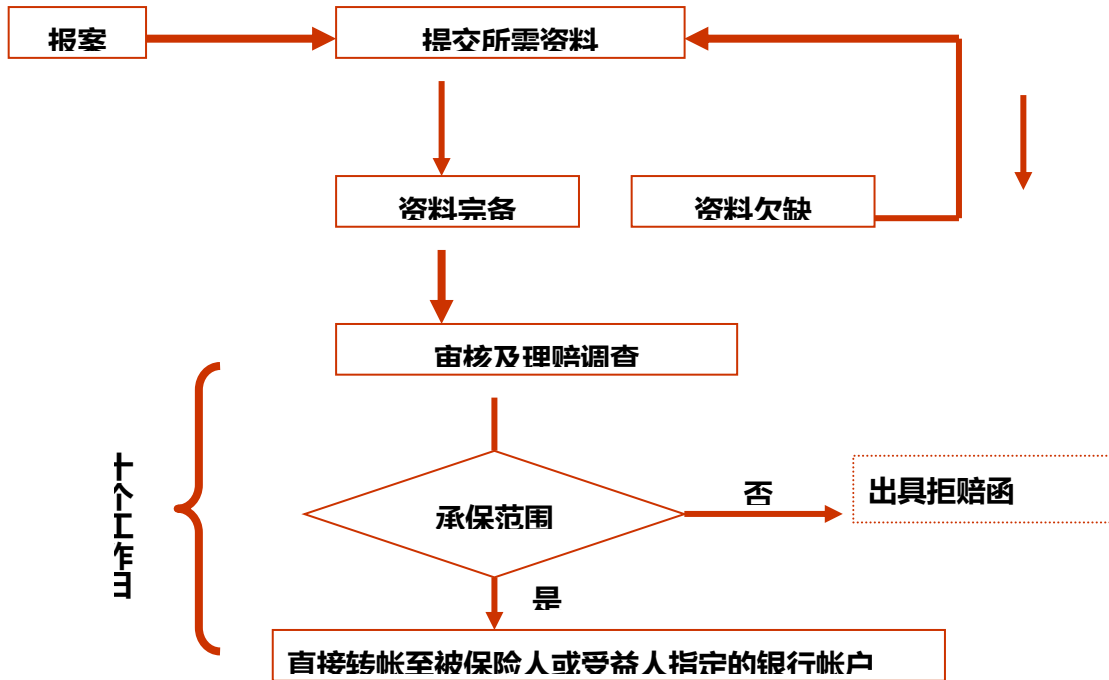 报案
提交所需资料
资料完备
资料欠缺
审核及理赔调查
十个工作日
承保范围
否
出具拒赔函
是
直接转帐至被保险人或受益人指定的银行帐户